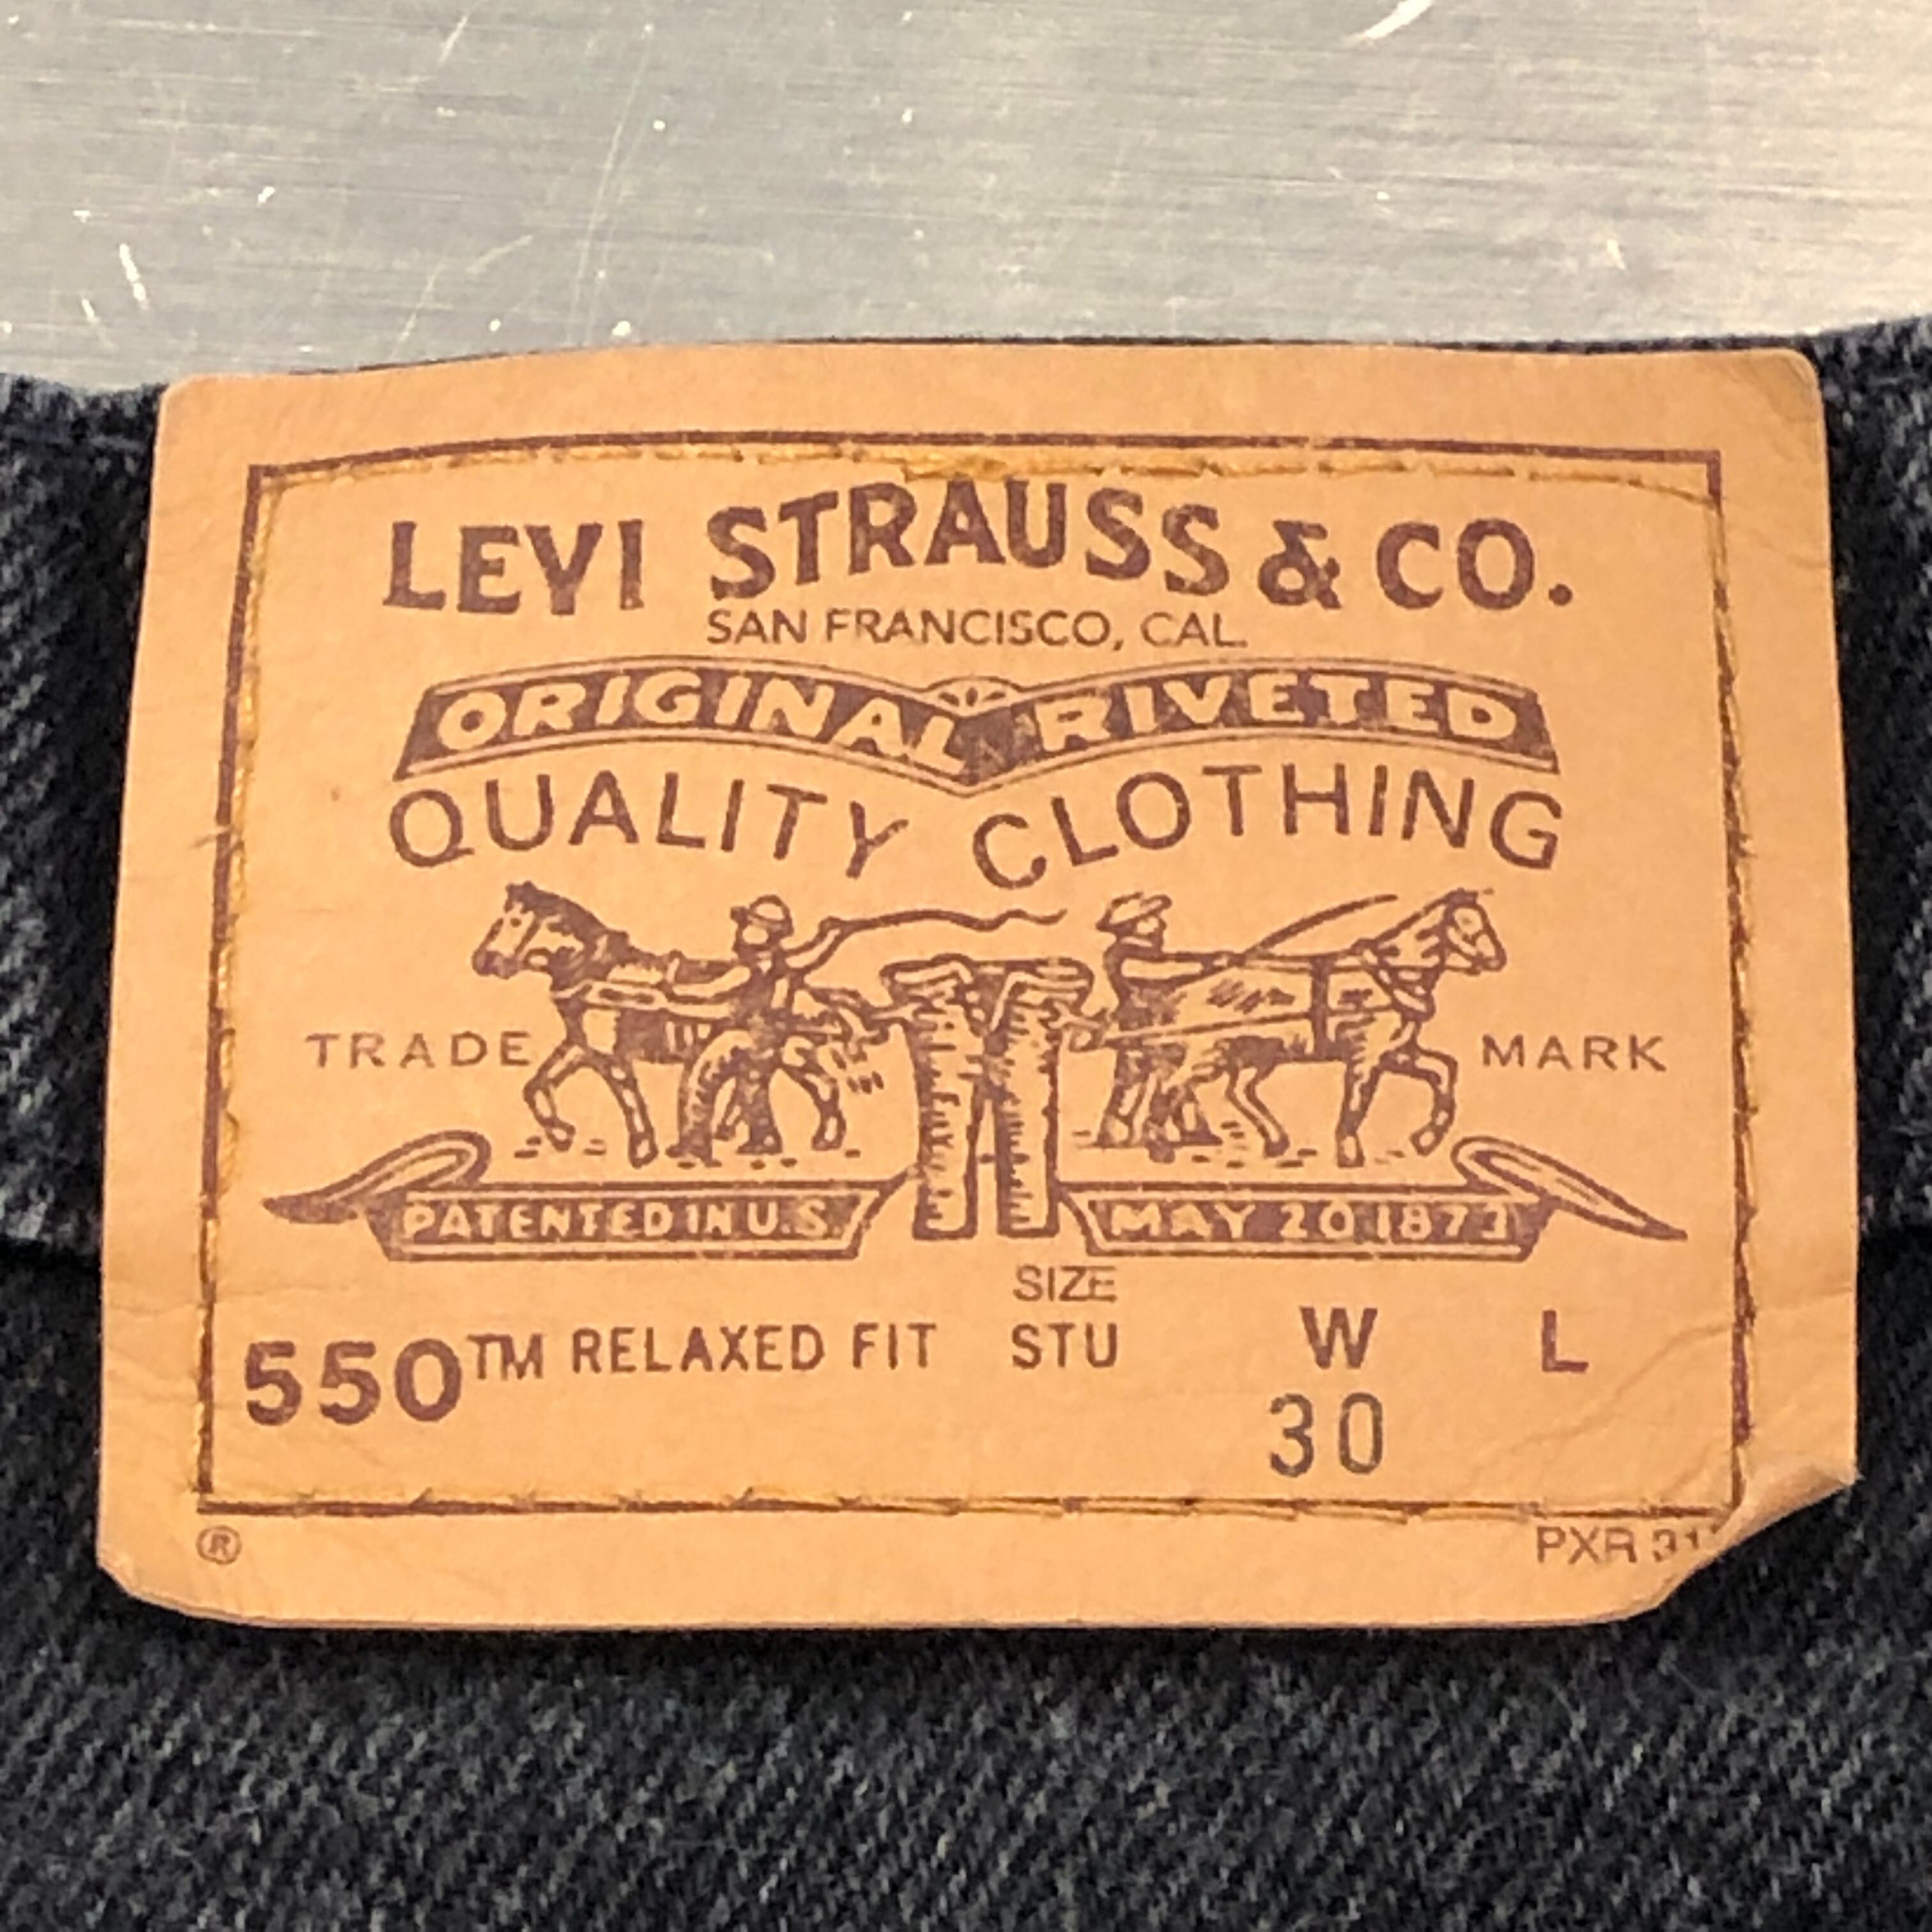 LEVI STRAUSS & CO.
SAN FRANCISCO, CAL.
ORIGINAL RIVETED
QUALITY CLOTHING
TRADE MARK
PATENTED IN U.S. MAY 20 1873
SIZE
550™ RELAXED FIT STU W L
30
® PXR